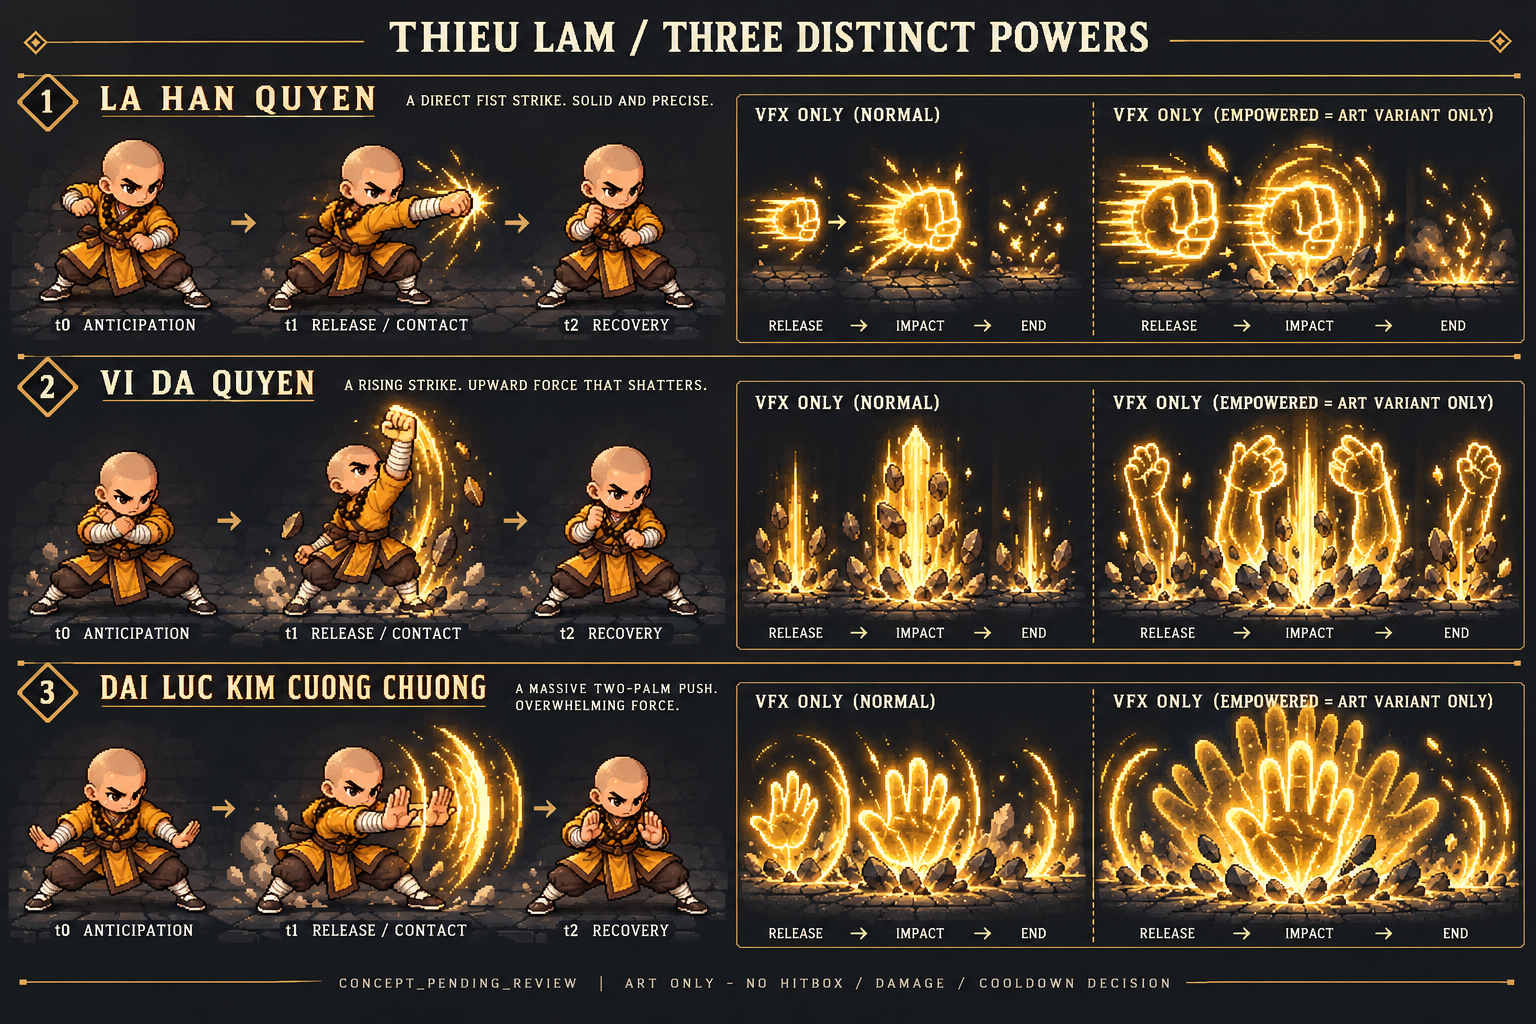 THIEU LAM / THREE DISTINCT POWERS
1 LA HAN QUYEN A DIRECT FIST STRIKE. SOLID AND PRECISE.
t0 ANTICIPATION → t1 RELEASE / CONTACT → t2 RECOVERY
VFX ONLY (NORMAL)
RELEASE → IMPACT → END
VFX ONLY (EMPOWERED = ART VARIANT ONLY)
RELEASE → IMPACT → END
2 VI DA QUYEN A RISING STRIKE. UPWARD FORCE THAT SHATTERS.
t0 ANTICIPATION → t1 RELEASE / CONTACT → t2 RECOVERY
VFX ONLY (NORMAL)
RELEASE → IMPACT → END
VFX ONLY (EMPOWERED = ART VARIANT ONLY)
RELEASE → IMPACT → END
3 DAI LUC KIM CUONG CHUONG
A MASSIVE TWO-PALM PUSH.
OVERWHELMING FORCE.
t0 ANTICIPATION → t1 RELEASE / CONTACT → t2 RECOVERY
VFX ONLY (NORMAL)
RELEASE → IMPACT → END
VFX ONLY (EMPOWERED = ART VARIANT ONLY)
RELEASE → IMPACT → END
CONCEPT_PENDING_REVIEW | ART ONLY - NO HITBOX / DAMAGE / COOLDOWN DECISION